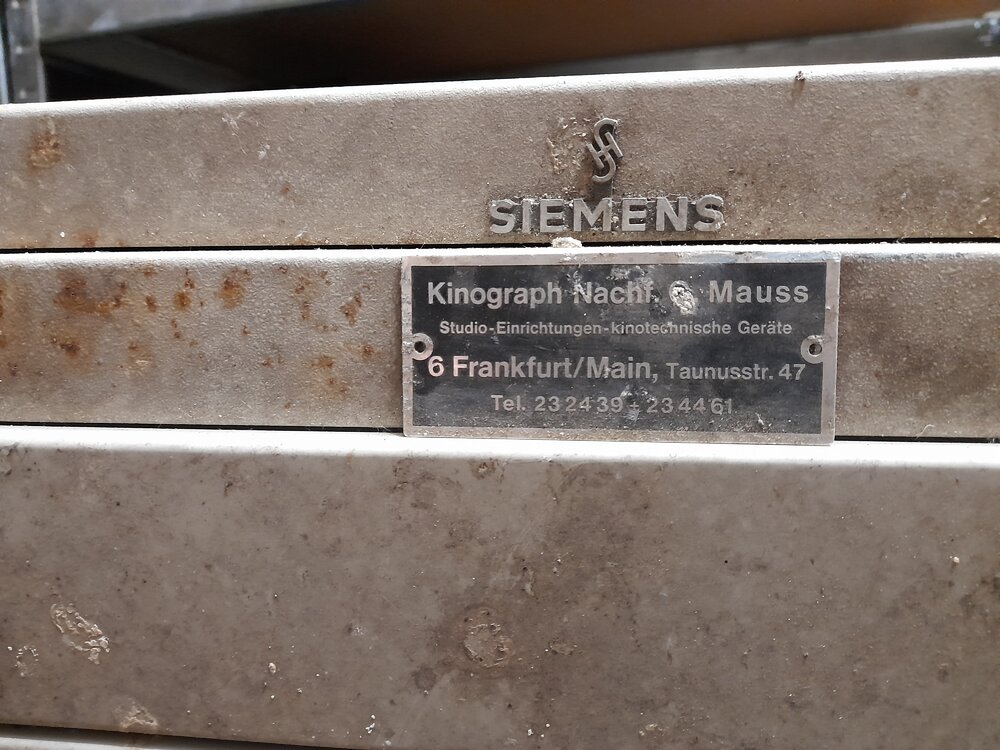 SIEMENS
Kinograph Nachf. Mauss
Studio-Einrichtungen-kinotechnische Geräte
6 Frankfurt/Main, Taunusstr. 47
Tel. 232439-234461